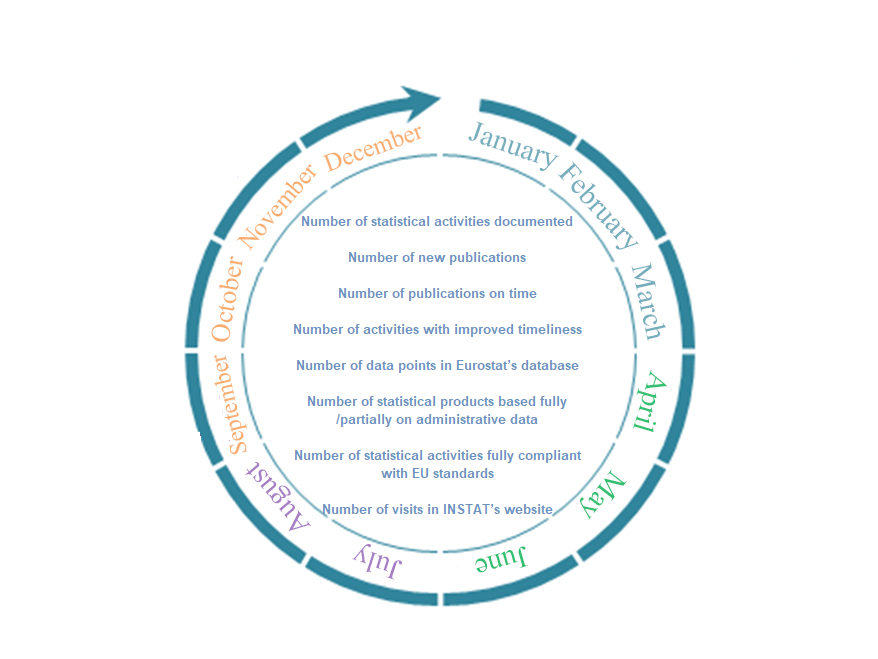 January
February
March
April
May
June
July
August
September
October
November
December
Number of statistical activities documented
Number of new publications
Number of publications on time
Number of activities with improved timeliness
Number of data points in Eurostat’s database
Number of statistical products based fully
/partially on administrative data
Number of statistical activities fully compliant
with EU standards
Number of visits in INSTAT’s website